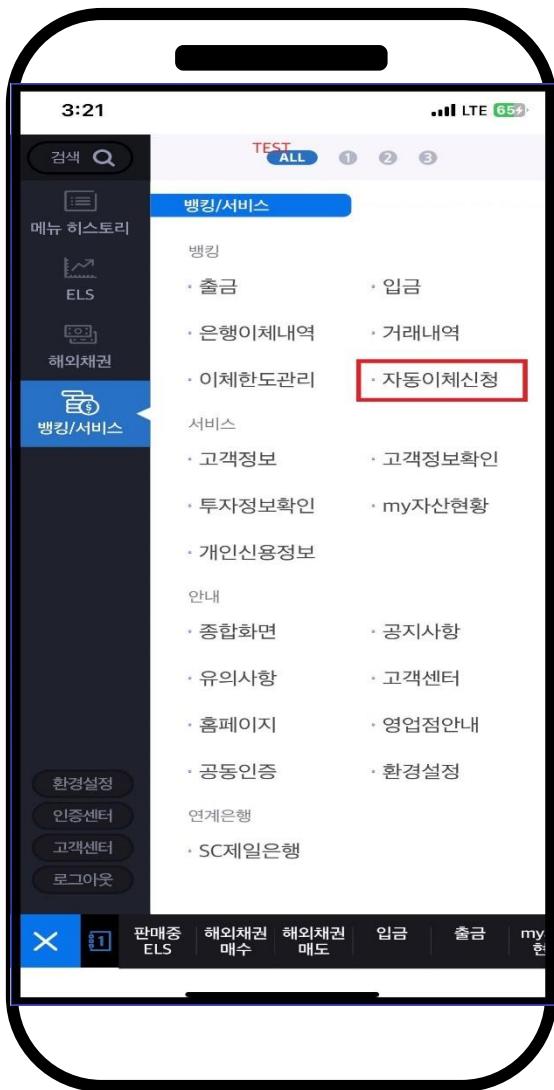 3:21
LTE 65
검색
TEST
ALL 1 2 3
메뉴 히스토리
ELS
해외채권
뱅킹/서비스
뱅킹/서비스
뱅킹
· 출금 · 입금
· 은행이체내역 · 거래내역
· 이체한도관리 · 자동이체신청
서비스
· 고객정보 · 고객정보확인
· 투자정보확인 · my자산현황
· 개인신용정보
안내
· 종합화면 · 공지사항
· 유의사항 · 고객센터
· 홈페이지 · 영업점안내
· 공동인증 · 환경설정
연계은행
· SC제일은행
환경설정
인증센터
고객센터
로그아웃
1
판매중
ELS
해외채권
매수
해외채권
매도
입금
출금
my